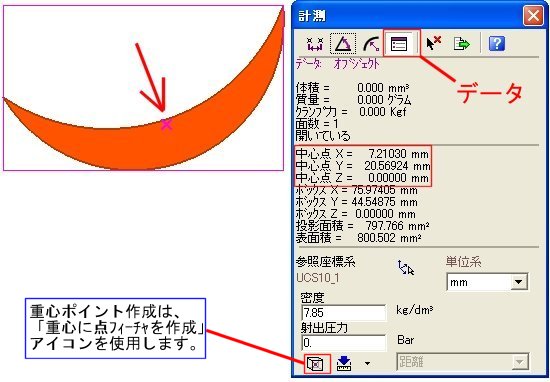 計測
データ: オブジェクト
データ
体積 = 0.000 mm³
質量 = 0.000 グラム
クランプ力 = 0.000 Kgf
面数 = 1
開いている
中心点 X = 7.21030 mm
中心点 Y = 20.56924 mm
中心点 Z = 0.00000 mm
ボックス X = 75.97405 mm
ボックス Y = 44.54875 mm
ボックス Z = 0.00000 mm
投影面積 = 797.766 mm²
表面積 = 800.502 mm²
参照座標系
UCS10_1
単位系
mm
密度
7.85 kg/dm³
射出圧力
0. Bar
距離
重心ポイント作成は、
「重心に点フィーチャを作成」
アイコンを使用します。